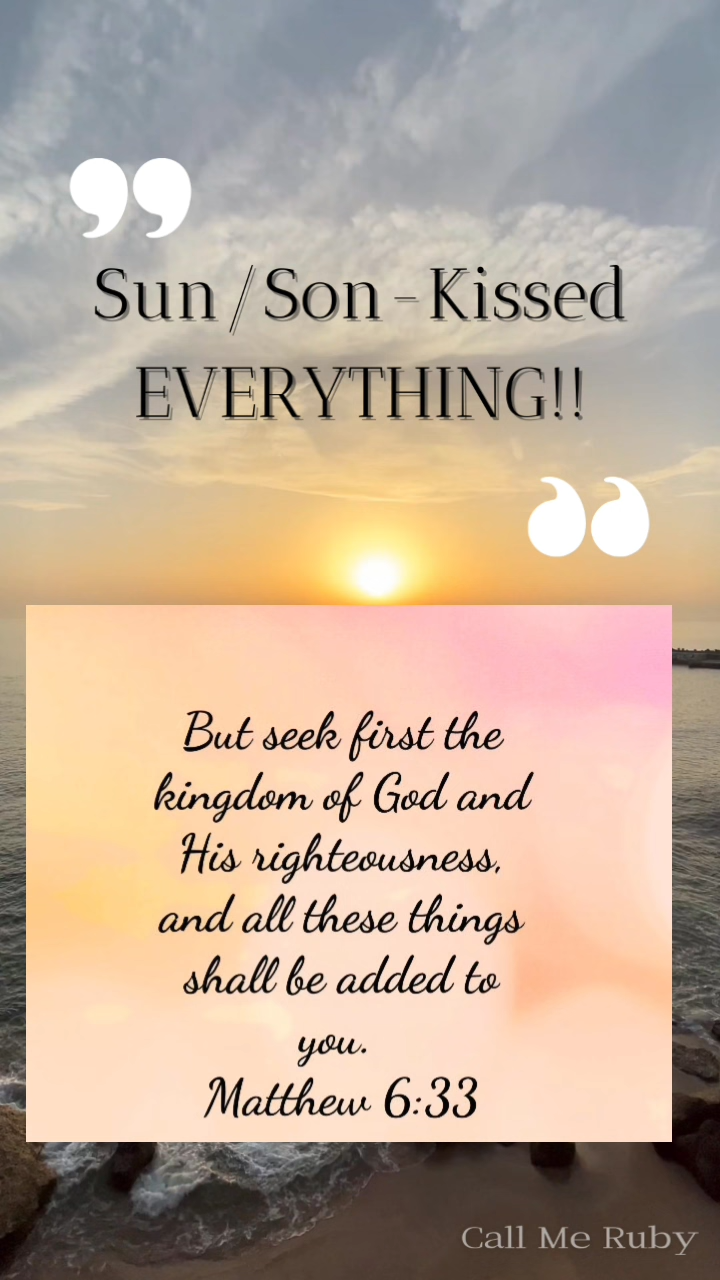 ”
Sun/Son-Kissed
EVERYTHING!!
“
But seek first the
kingdom of God and
His righteousness,
and all these things
shall be added to
you.
Matthew 6:33
Call Me Ruby